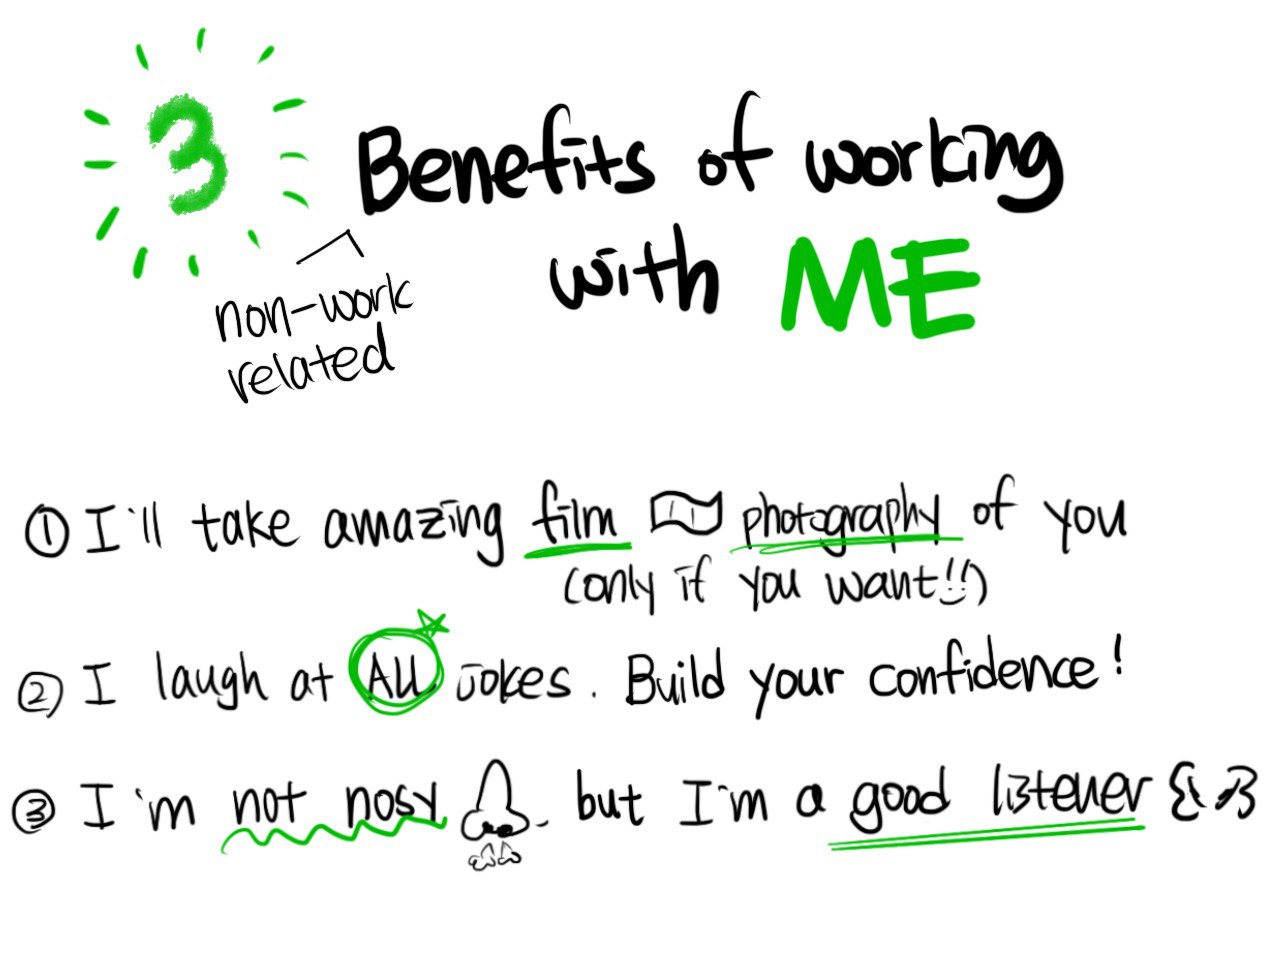 3 Benefits of working
with ME
non-work
related
① I'll take amazing film photography of you
(only if you want!!)
② I laugh at ALL jokes. Build your confidence!
③ I'm not nosy, but I'm a good listener